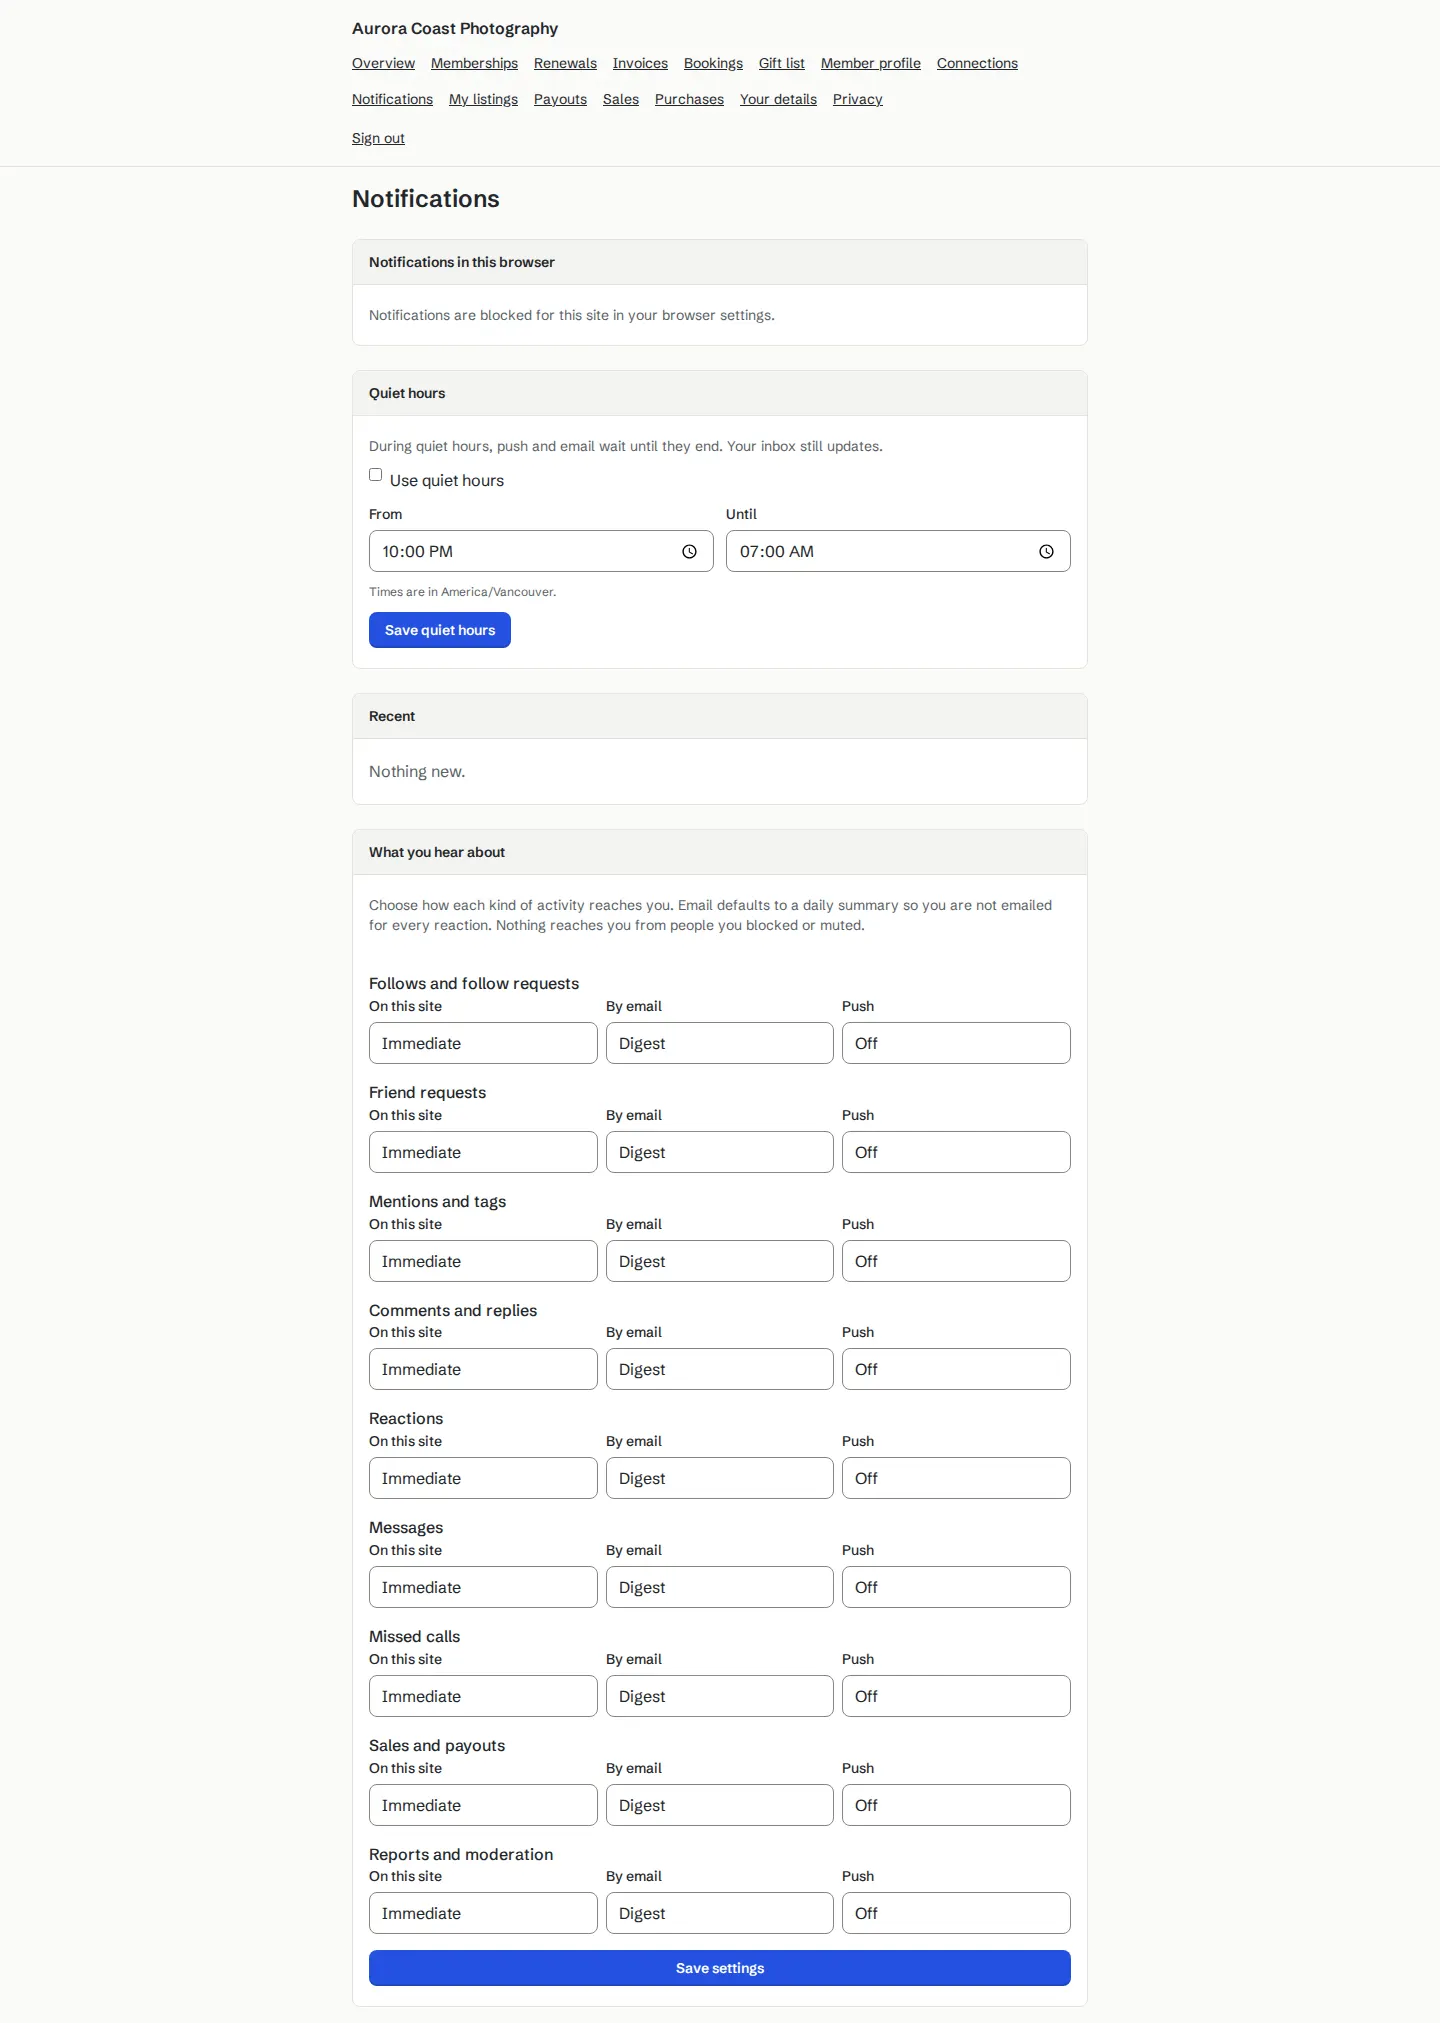 Aurora Coast Photography
Overview Memberships Renewals Invoices Bookings Gift list Member profile Connections
Notifications My listings Payouts Sales Purchases Your details Privacy
Sign out
Notifications
Notifications in this browser
Notifications are blocked for this site in your browser settings.
Quiet hours
During quiet hours, push and email wait until they end. Your inbox still updates.
Use quiet hours
From Until
10:00 PM 07:00 AM
Times are in America/Vancouver.
Save quiet hours
Recent
Nothing new.
What you hear about
Choose how each kind of activity reaches you. Email defaults to a daily summary so you are not emailed
for every reaction. Nothing reaches you from people you blocked or muted.
Follows and follow requests
On this site By email Push
Immediate Digest Off
Friend requests
On this site By email Push
Immediate Digest Off
Mentions and tags
On this site By email Push
Immediate Digest Off
Comments and replies
On this site By email Push
Immediate Digest Off
Reactions
On this site By email Push
Immediate Digest Off
Messages
On this site By email Push
Immediate Digest Off
Missed calls
On this site By email Push
Immediate Digest Off
Sales and payouts
On this site By email Push
Immediate Digest Off
Reports and moderation
On this site By email Push
Immediate Digest Off
Save settings